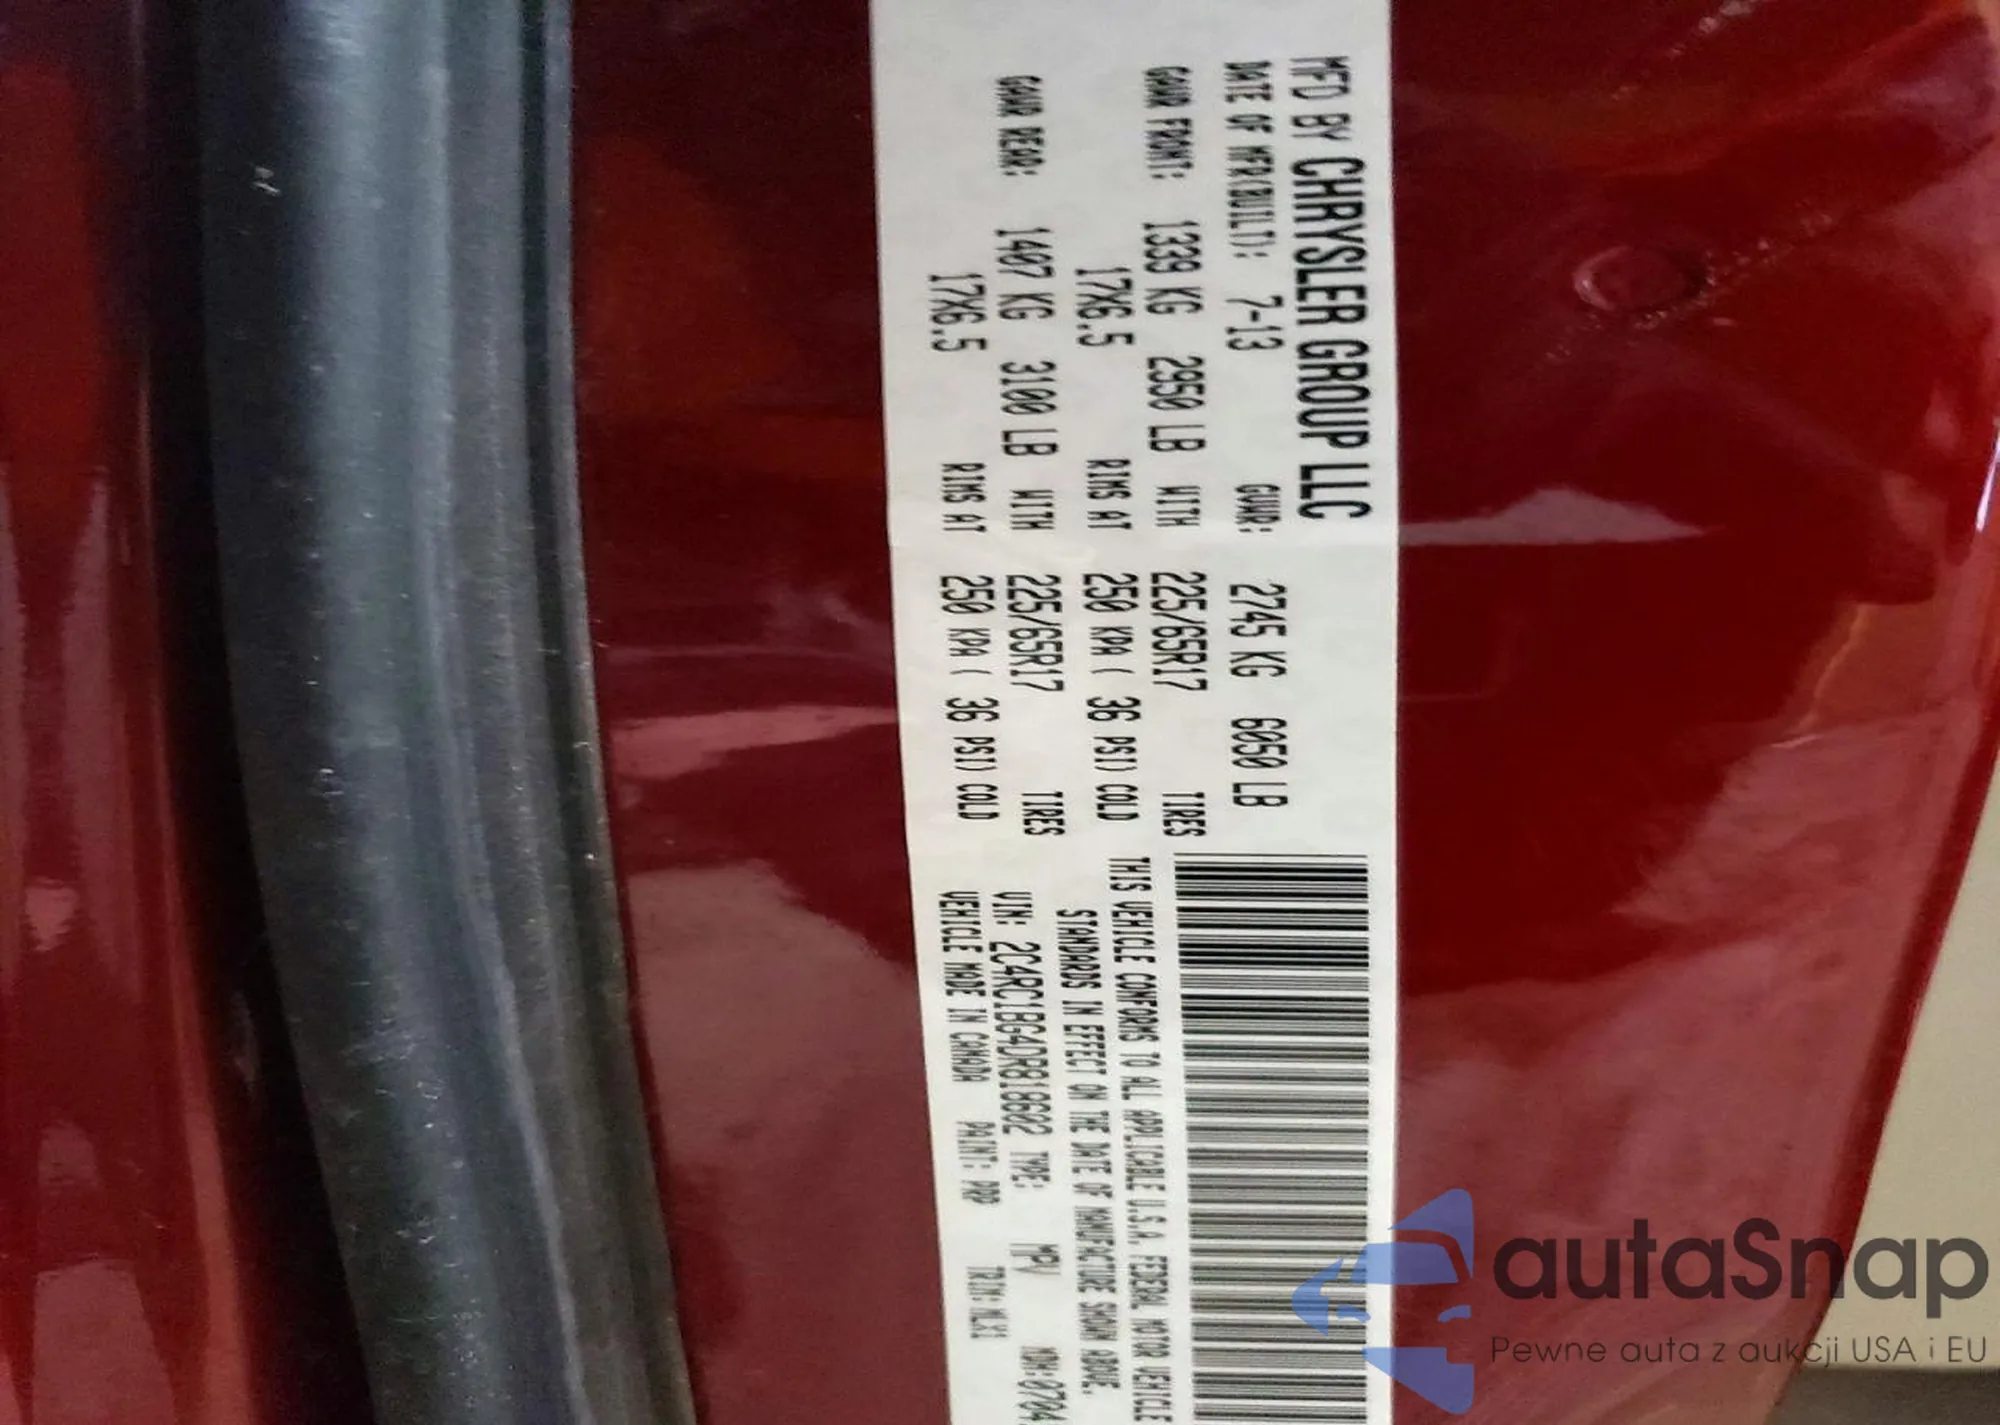 MFD BY CHRYSLER GROUP LLC
DATE OF MFR(BUILT): 7-13 GVWR: 2745 KG 6050 LB
GAWR FRONT: 1339 KG 2950 LB WITH 225/65R17 TIRES
17X6.5 RIMS AT 250 KPA ( 36 PSI) COLD
GAWR REAR: 1407 KG 3100 LB WITH 225/65R17 TIRES
17X6.5 RIMS AT 250 KPA ( 36 PSI) COLD
THIS VEHICLE CONFORMS TO ALL APPLICABLE U.S.A. FEDERAL MOTOR VEHICLE
STANDARDS IN EFFECT ON THE DATE OF MANUFACTURE SHOWN ABOVE.
VIN: 2C4RC1BG4DR818602 TYPE: MPV MDH:0704
VEHICLE MADE IN CANADA PAINT: PRP TRIM:MLX1
autaSnap
Pewne auta z aukcji USA i EU